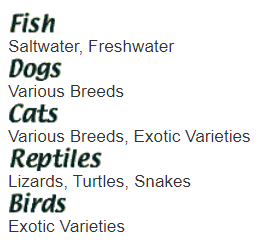 Fish
Saltwater, Freshwater
Dogs
Various Breeds
Cats
Various Breeds, Exotic Varieties
Reptiles
Lizards, Turtles, Snakes
Birds
Exotic Varieties